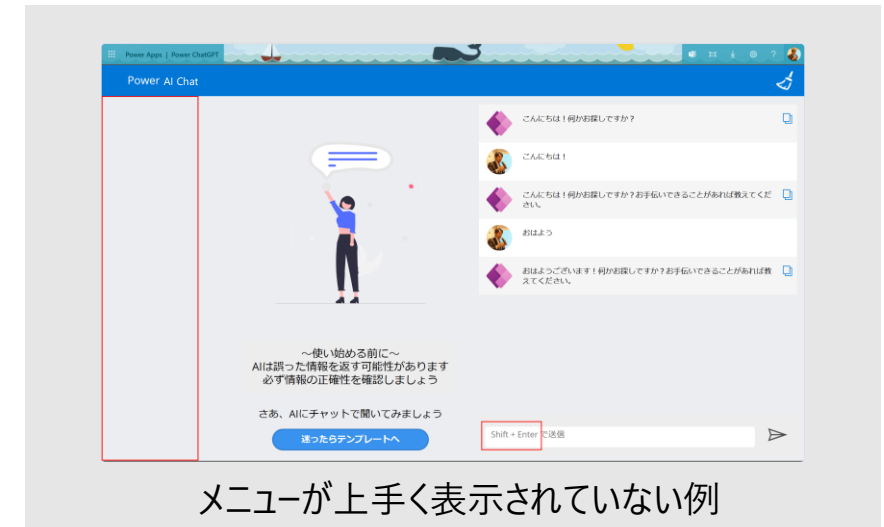 Power Apps | Power ChatGPT
Power AI Chat
こんにちは！何かお探しですか？
こんにちは！
こんにちは！何かお探しですか？お手伝いできることがあれば教えてくだ
さい。
おはよう
おはようございます！何かお探しですか？お手伝いできることがあれば教
えてください。
～使い始める前に～
AIは誤った情報を返す可能性があります
必ず情報の正確性を確認しましょう
さあ、AIにチャットで聞いてみましょう
迷ったらテンプレートへ
Shift + Enter で送信
メニューが上手く表示されていない例